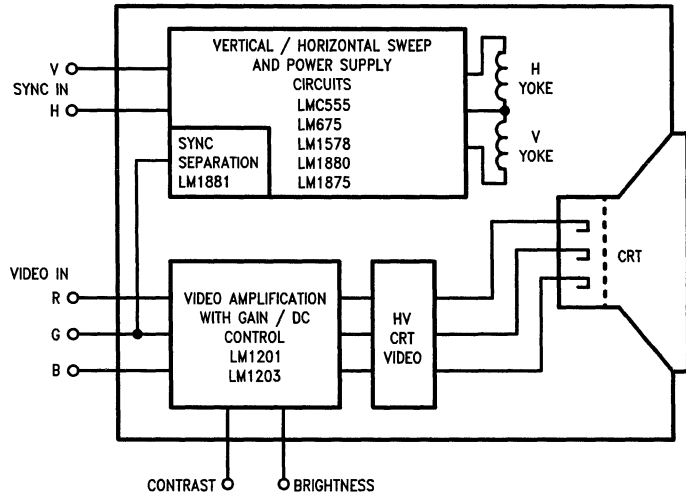 VERTICAL / HORIZONTAL SWEEP
AND POWER SUPPLY
CIRCUITS
LMC555
LM675
LM1578
LM1880
LM1875
V
SYNC IN
H
SYNC
SEPARATION
LM1881
H
YOKE
V
YOKE
CRT
VIDEO IN
R
G
B
VIDEO AMPLIFICATION
WITH GAIN / DC
CONTROL
LM1201
LM1203
HV
CRT
VIDEO
CONTRAST
BRIGHTNESS